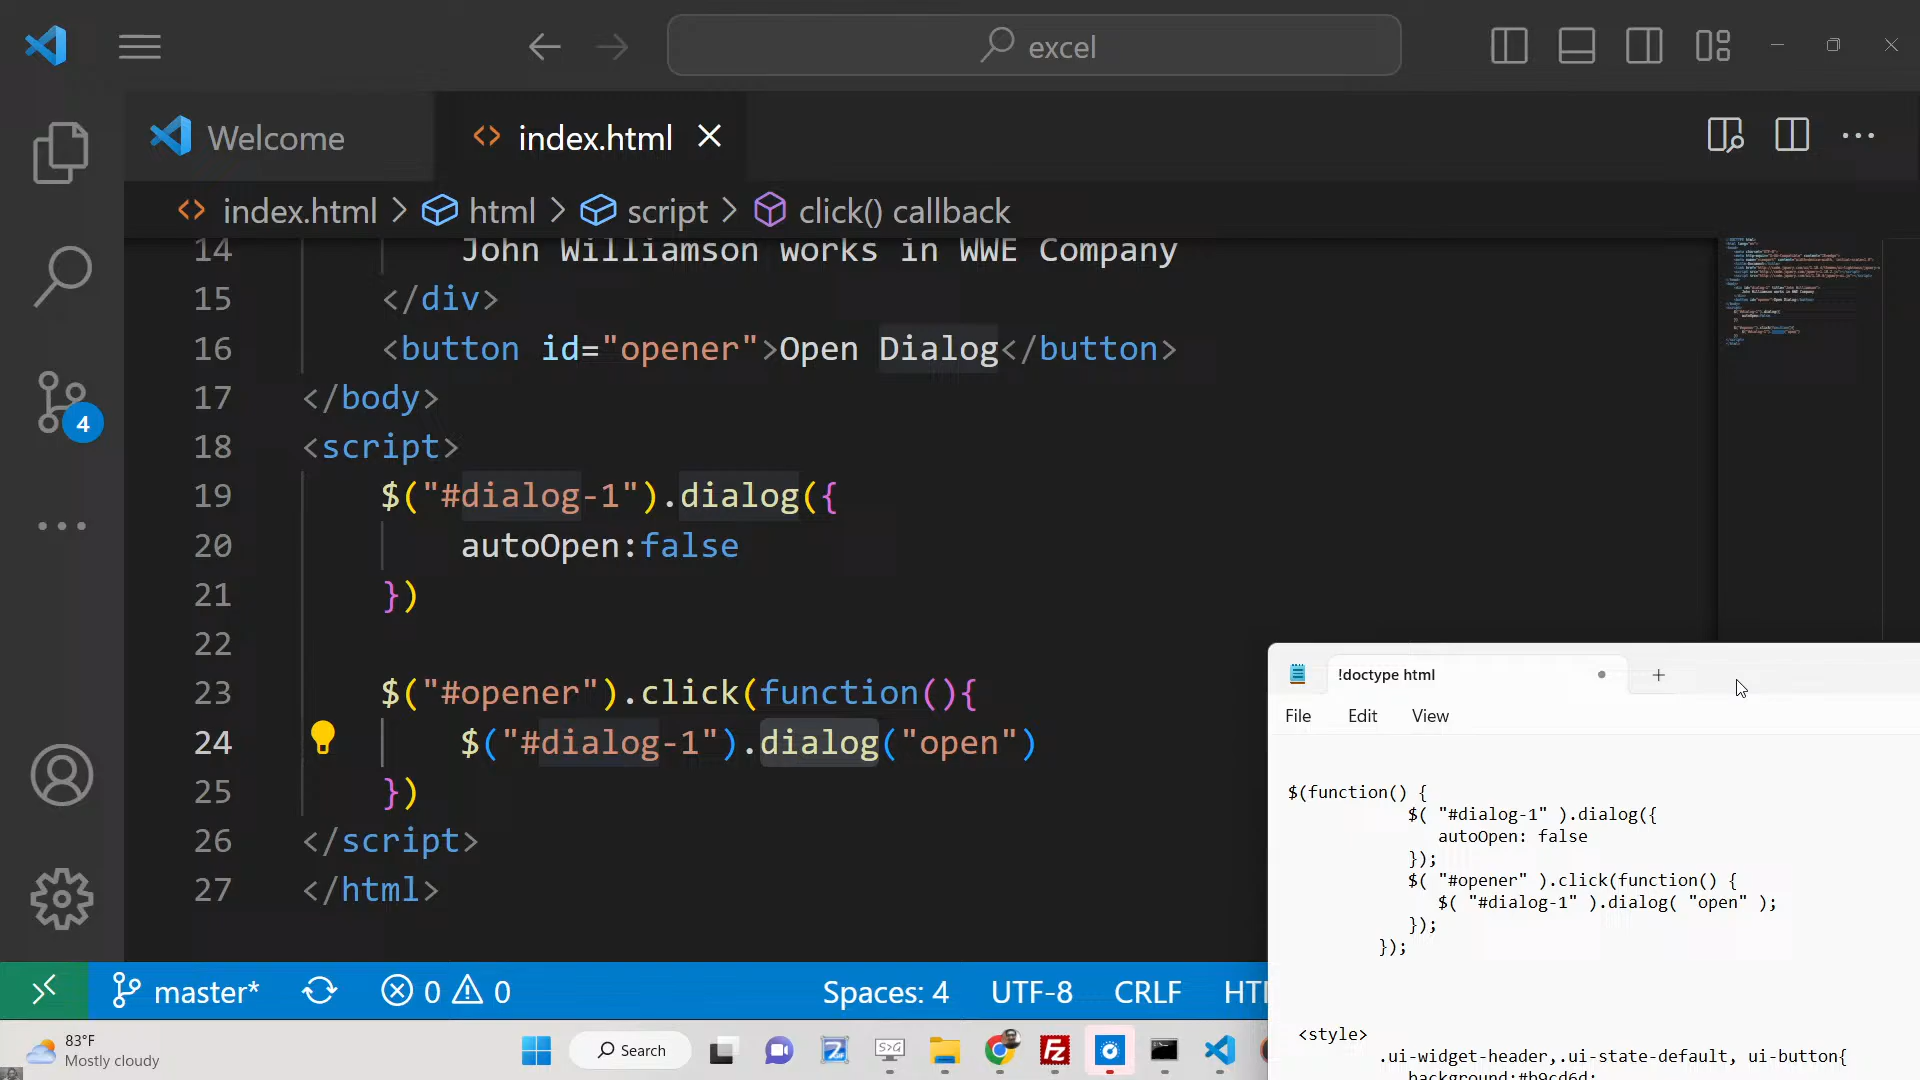 excel
Welcome
index.html
index.html > html > script > click() callback
14 John Williamson works in WWE Company
15 </div>
16 <button id="opener">Open Dialog</button>
17 </body>
18 <script>
19 $("#dialog-1").dialog({
20 autoOpen:false
21 })
22
23 $("#opener").click(function(){
24 $("#dialog-1").dialog("open")
25 })
26 </script>
27 </html>
4
!doctype html
File Edit View
$(function() {
$( "#dialog-1" ).dialog({
autoOpen: false
});
$( "#opener" ).click(function() {
$( "#dialog-1" ).dialog( "open" );
});
});
<style>
.ui-widget-header,.ui-state-default, ui-button{
background:#b9cd6d;
master* 0 0 Spaces: 4 UTF-8 CRLF HT
83°F
Mostly cloudy
Search